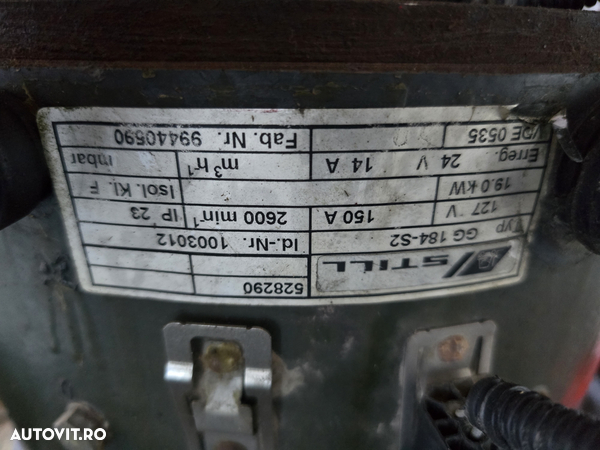 528290
STILL
Typ GG 184-S2 Id.-Nr. 1003012
127 V 150 A 2600 min⁻¹ IP 23
19.0 kW Isol. Kl. F
Erreg. 24 V 14 A m³h⁻¹ mbar
VDE 0535 Fab. Nr. 99440590
AUTOVIT.RO